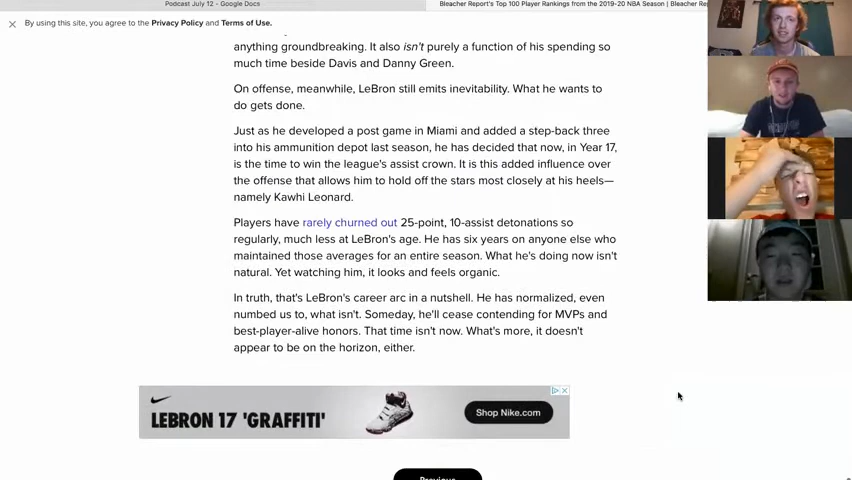 Podcast July 12 - Google Docs
Bleacher Report's Top 100 Player Rankings from the 2019-20 NBA Season | Bleacher Rep
By using this site, you agree to the Privacy Policy and Terms of Use.
anything groundbreaking. It also isn't purely a function of his spending so
much time beside Davis and Danny Green.
On offense, meanwhile, LeBron still emits inevitability. What he wants to
do gets done.
Just as he developed a post game in Miami and added a step-back three
into his ammunition depot last season, he has decided that now, in Year 17,
is the time to win the league's assist crown. It is this added influence over
the offense that allows him to hold off the stars most closely at his heels—
namely Kawhi Leonard.
Players have rarely churned out 25-point, 10-assist detonations so
regularly, much less at LeBron's age. He has six years on anyone else who
maintained those averages for an entire season. What he's doing now isn't
natural. Yet watching him, it looks and feels organic.
In truth, that's LeBron's career arc in a nutshell. He has normalized, even
numbed us to, what isn't. Someday, he'll cease contending for MVPs and
best-player-alive honors. That time isn't now. What's more, it doesn't
appear to be on the horizon, either.
LEBRON 17 'GRAFFITI'
Shop Nike.com
Previous